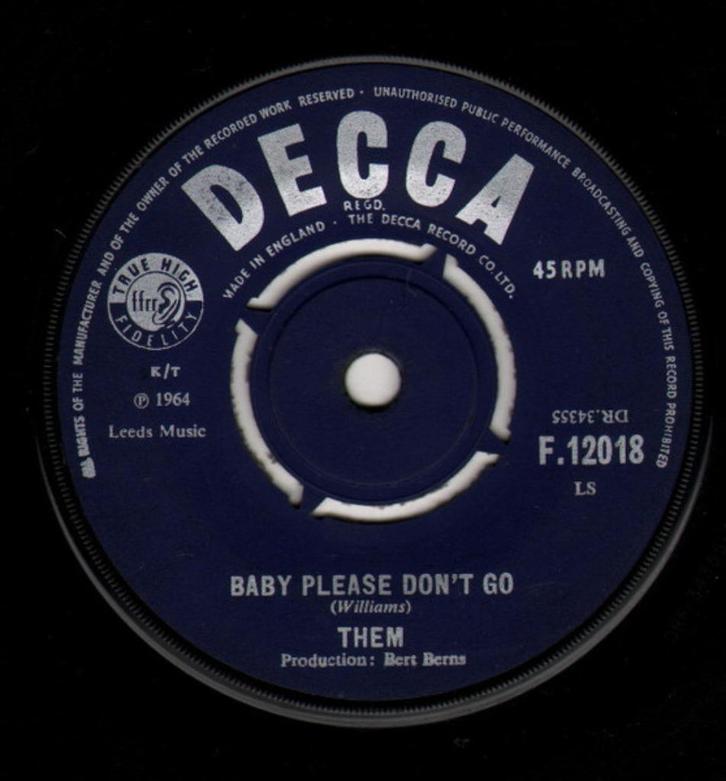 ALL RIGHTS OF THE MANUFACTURER AND OF THE OWNER OF THE RECORDED WORK RESERVED · UNAUTHORISED PUBLIC PERFORMANCE BROADCASTING AND COPYING OF THIS RECORD PROHIBITED
DECCA
REGD.
MADE IN ENGLAND · THE DECCA RECORD CO. LTD.
TRUE HIGH
ffrr
FIDELITY
45 RPM
K/T
℗ 1964
Leeds Music
DR.34355
F.12018
LS
BABY PLEASE DON'T GO
(Williams)
THEM
Production: Bert Berns